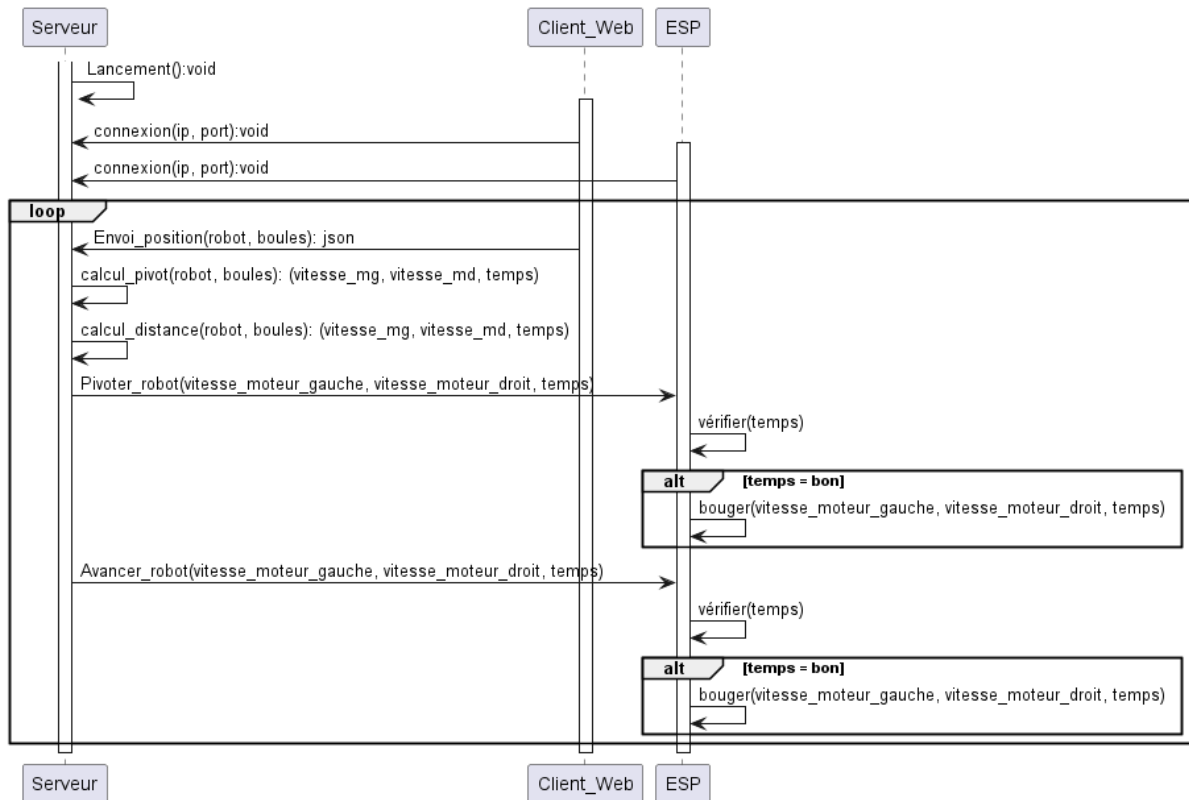 Serveur Client_Web ESP
Lancement():void
connexion(ip, port):void
connexion(ip, port):void
loop
Envoi_position(robot, boules): json
calcul_pivot(robot, boules): (vitesse_mg, vitesse_md, temps)
calcul_distance(robot, boules): (vitesse_mg, vitesse_md, temps)
Pivoter_robot(vitesse_moteur_gauche, vitesse_moteur_droit, temps)
vérifier(temps)
alt [temps = bon]
bouger(vitesse_moteur_gauche, vitesse_moteur_droit, temps)
Avancer_robot(vitesse_moteur_gauche, vitesse_moteur_droit, temps)
vérifier(temps)
alt [temps = bon]
bouger(vitesse_moteur_gauche, vitesse_moteur_droit, temps)
Serveur Client_Web ESP